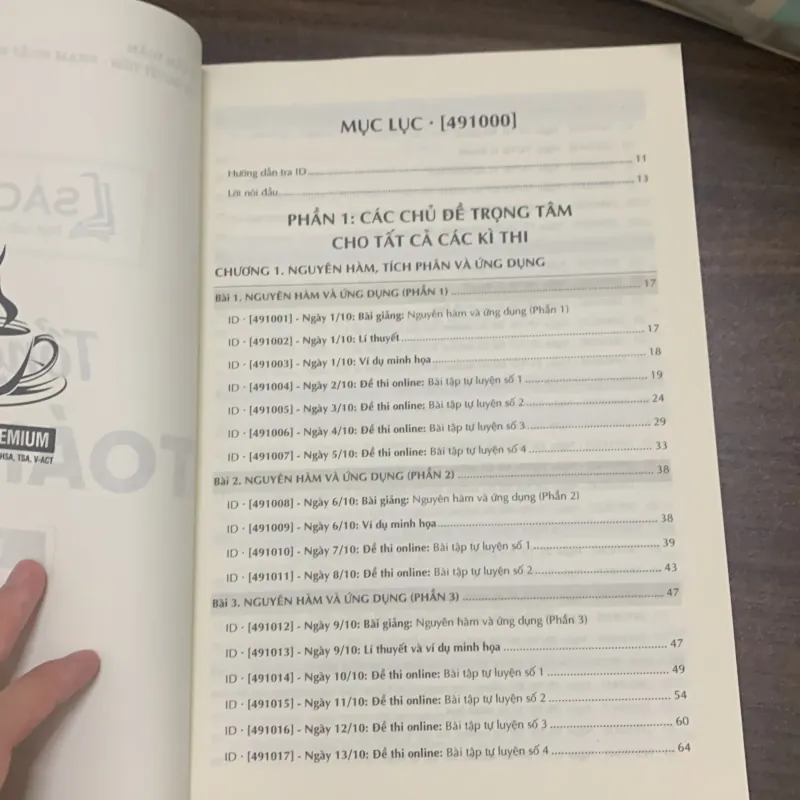 SÁC
EMIUM
HSA, TSA, V-ACT
MỤC LỤC · [491000]
Hướng dẫn tra ID ... 11
Lời nói đầu ... 13
PHẦN 1: CÁC CHỦ ĐỀ TRỌNG TÂM
CHO TẤT CẢ CÁC KÌ THI
CHƯƠNG 1. NGUYÊN HÀM, TÍCH PHÂN VÀ ỨNG DỤNG
Bài 1. NGUYÊN HÀM VÀ ỨNG DỤNG (PHẦN 1) ... 17
ID · [491001] - Ngày 1/10: Bài giảng: Nguyên hàm và ứng dụng (Phần 1)
ID · [491002] - Ngày 1/10: Lí thuyết ... 17
ID · [491003] - Ngày 1/10: Ví dụ minh họa ... 18
ID · [491004] - Ngày 2/10: Đề thi online: Bài tập tự luyện số 1 ... 19
ID · [491005] - Ngày 3/10: Đề thi online: Bài tập tự luyện số 2 ... 24
ID · [491006] - Ngày 4/10: Đề thi online: Bài tập tự luyện số 3 ... 29
ID · [491007] - Ngày 5/10: Đề thi online: Bài tập tự luyện số 4 ... 33
Bài 2. NGUYÊN HÀM VÀ ỨNG DỤNG (PHẦN 2) ... 38
ID · [491008] - Ngày 6/10: Bài giảng: Nguyên hàm và ứng dụng (Phần 2)
ID · [491009] - Ngày 6/10: Ví dụ minh họa ... 38
ID · [491010] - Ngày 7/10: Đề thi online: Bài tập tự luyện số 1 ... 39
ID · [491011] - Ngày 8/10: Đề thi online: Bài tập tự luyện số 2 ... 43
Bài 3. NGUYÊN HÀM VÀ ỨNG DỤNG (PHẦN 3) ... 47
ID · [491012] - Ngày 9/10: Bài giảng: Nguyên hàm và ứng dụng (Phần 3)
ID · [491013] - Ngày 9/10: Lí thuyết và ví dụ minh họa ... 47
ID · [491014] - Ngày 10/10: Đề thi online: Bài tập tự luyện số 1 ... 49
ID · [491015] - Ngày 11/10: Đề thi online: Bài tập tự luyện số 2 ... 54
ID · [491016] - Ngày 12/10: Đề thi online: Bài tập tự luyện số 3 ... 60
ID · [491017] - Ngày 13/10: Đề thi online: Bài tập tự luyện số 4 ... 64